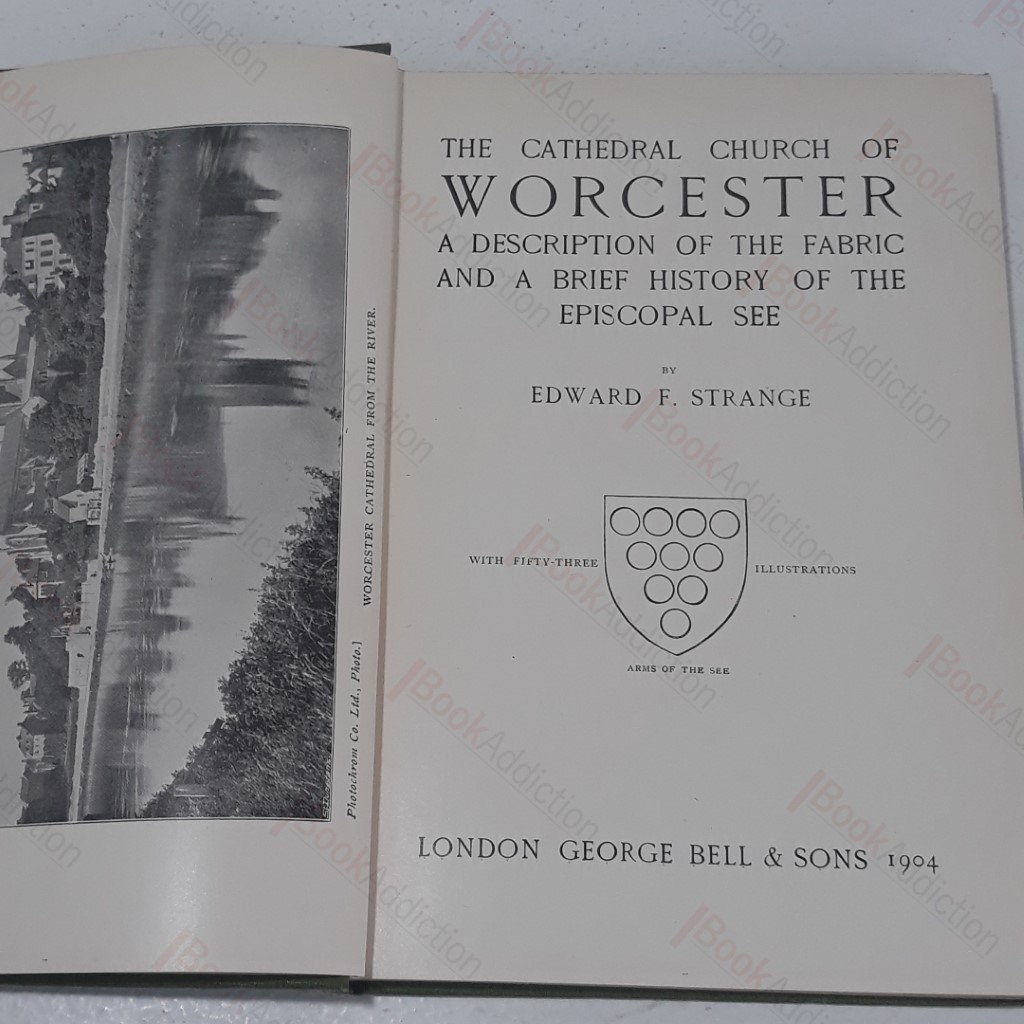 Photochrom Co. Ltd., Photo.]
WORCESTER CATHEDRAL FROM THE RIVER.
THE CATHEDRAL CHURCH OF
WORCESTER
A DESCRIPTION OF THE FABRIC
AND A BRIEF HISTORY OF THE
EPISCOPAL SEE
BY
EDWARD F. STRANGE
WITH FIFTY-THREE ILLUSTRATIONS
ARMS OF THE SEE
LONDON GEORGE BELL & SONS 1904
BookAddiction